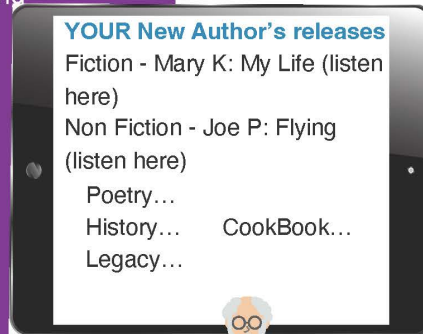 YOUR New Author's releases
Fiction - Mary K: My Life (listen
here)
Non Fiction - Joe P: Flying
(listen here)
Poetry…
History… CookBook…
Legacy…